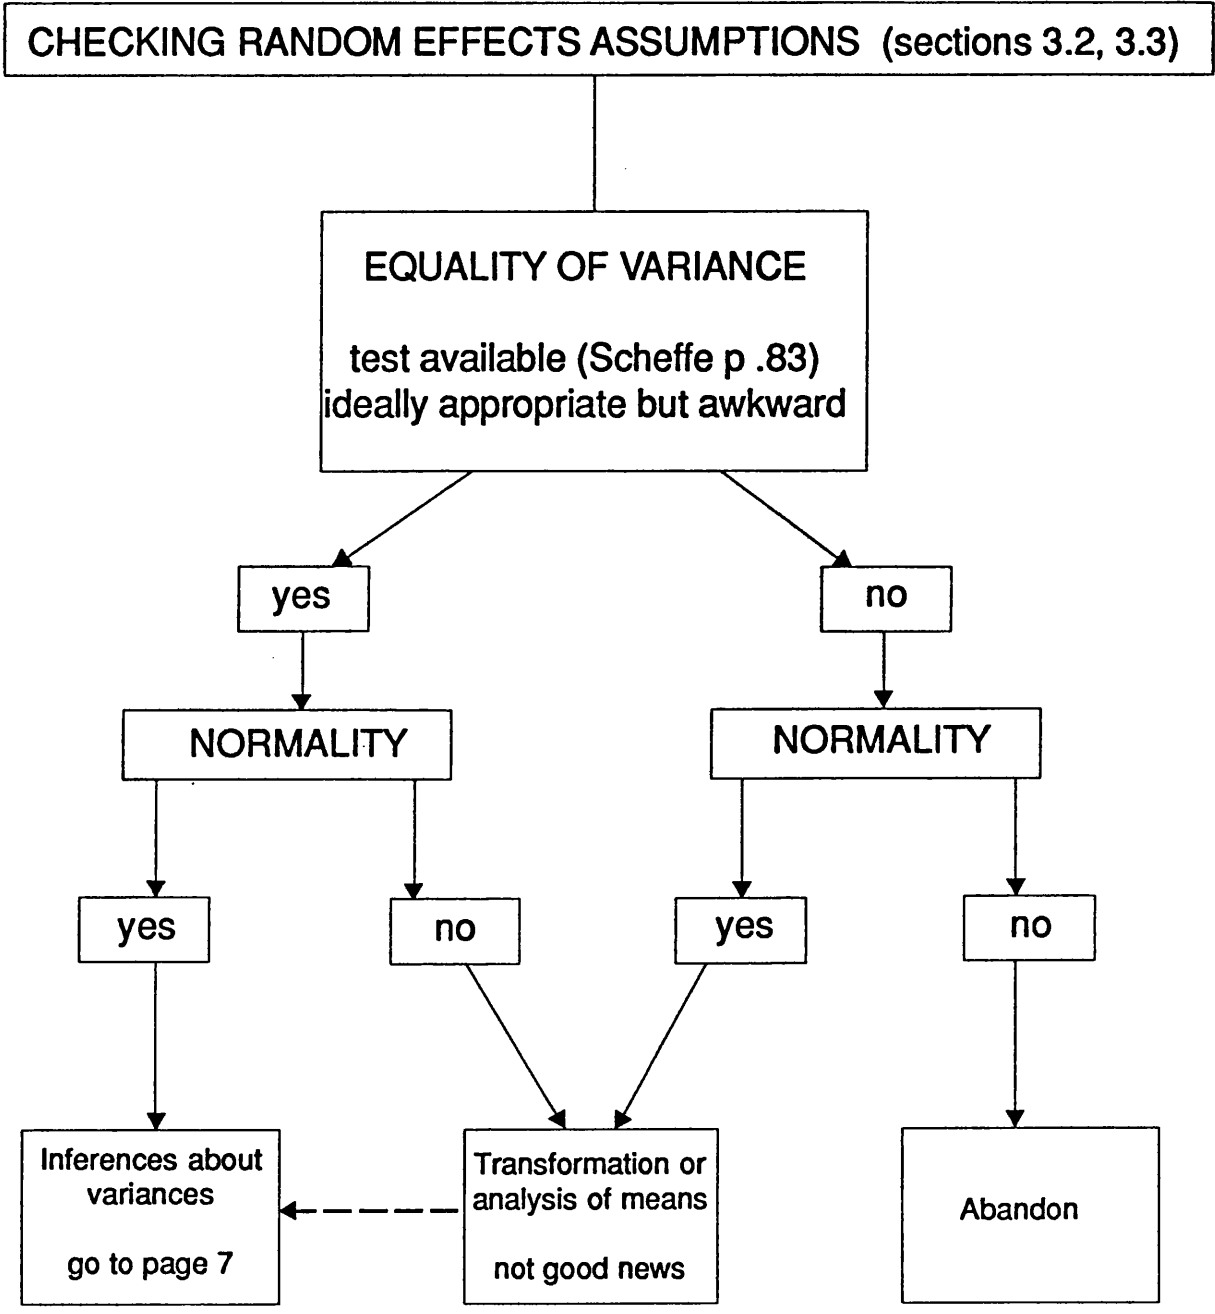 CHECKING RANDOM EFFECTS ASSUMPTIONS (sections 3.2, 3.3)
EQUALITY OF VARIANCE
test available (Scheffe p .83)
ideally appropriate but awkward
yes
no
NORMALITY
NORMALITY
yes
no
yes
no
Inferences about
variances
go to page 7
Transformation or
analysis of means
not good news
Abandon